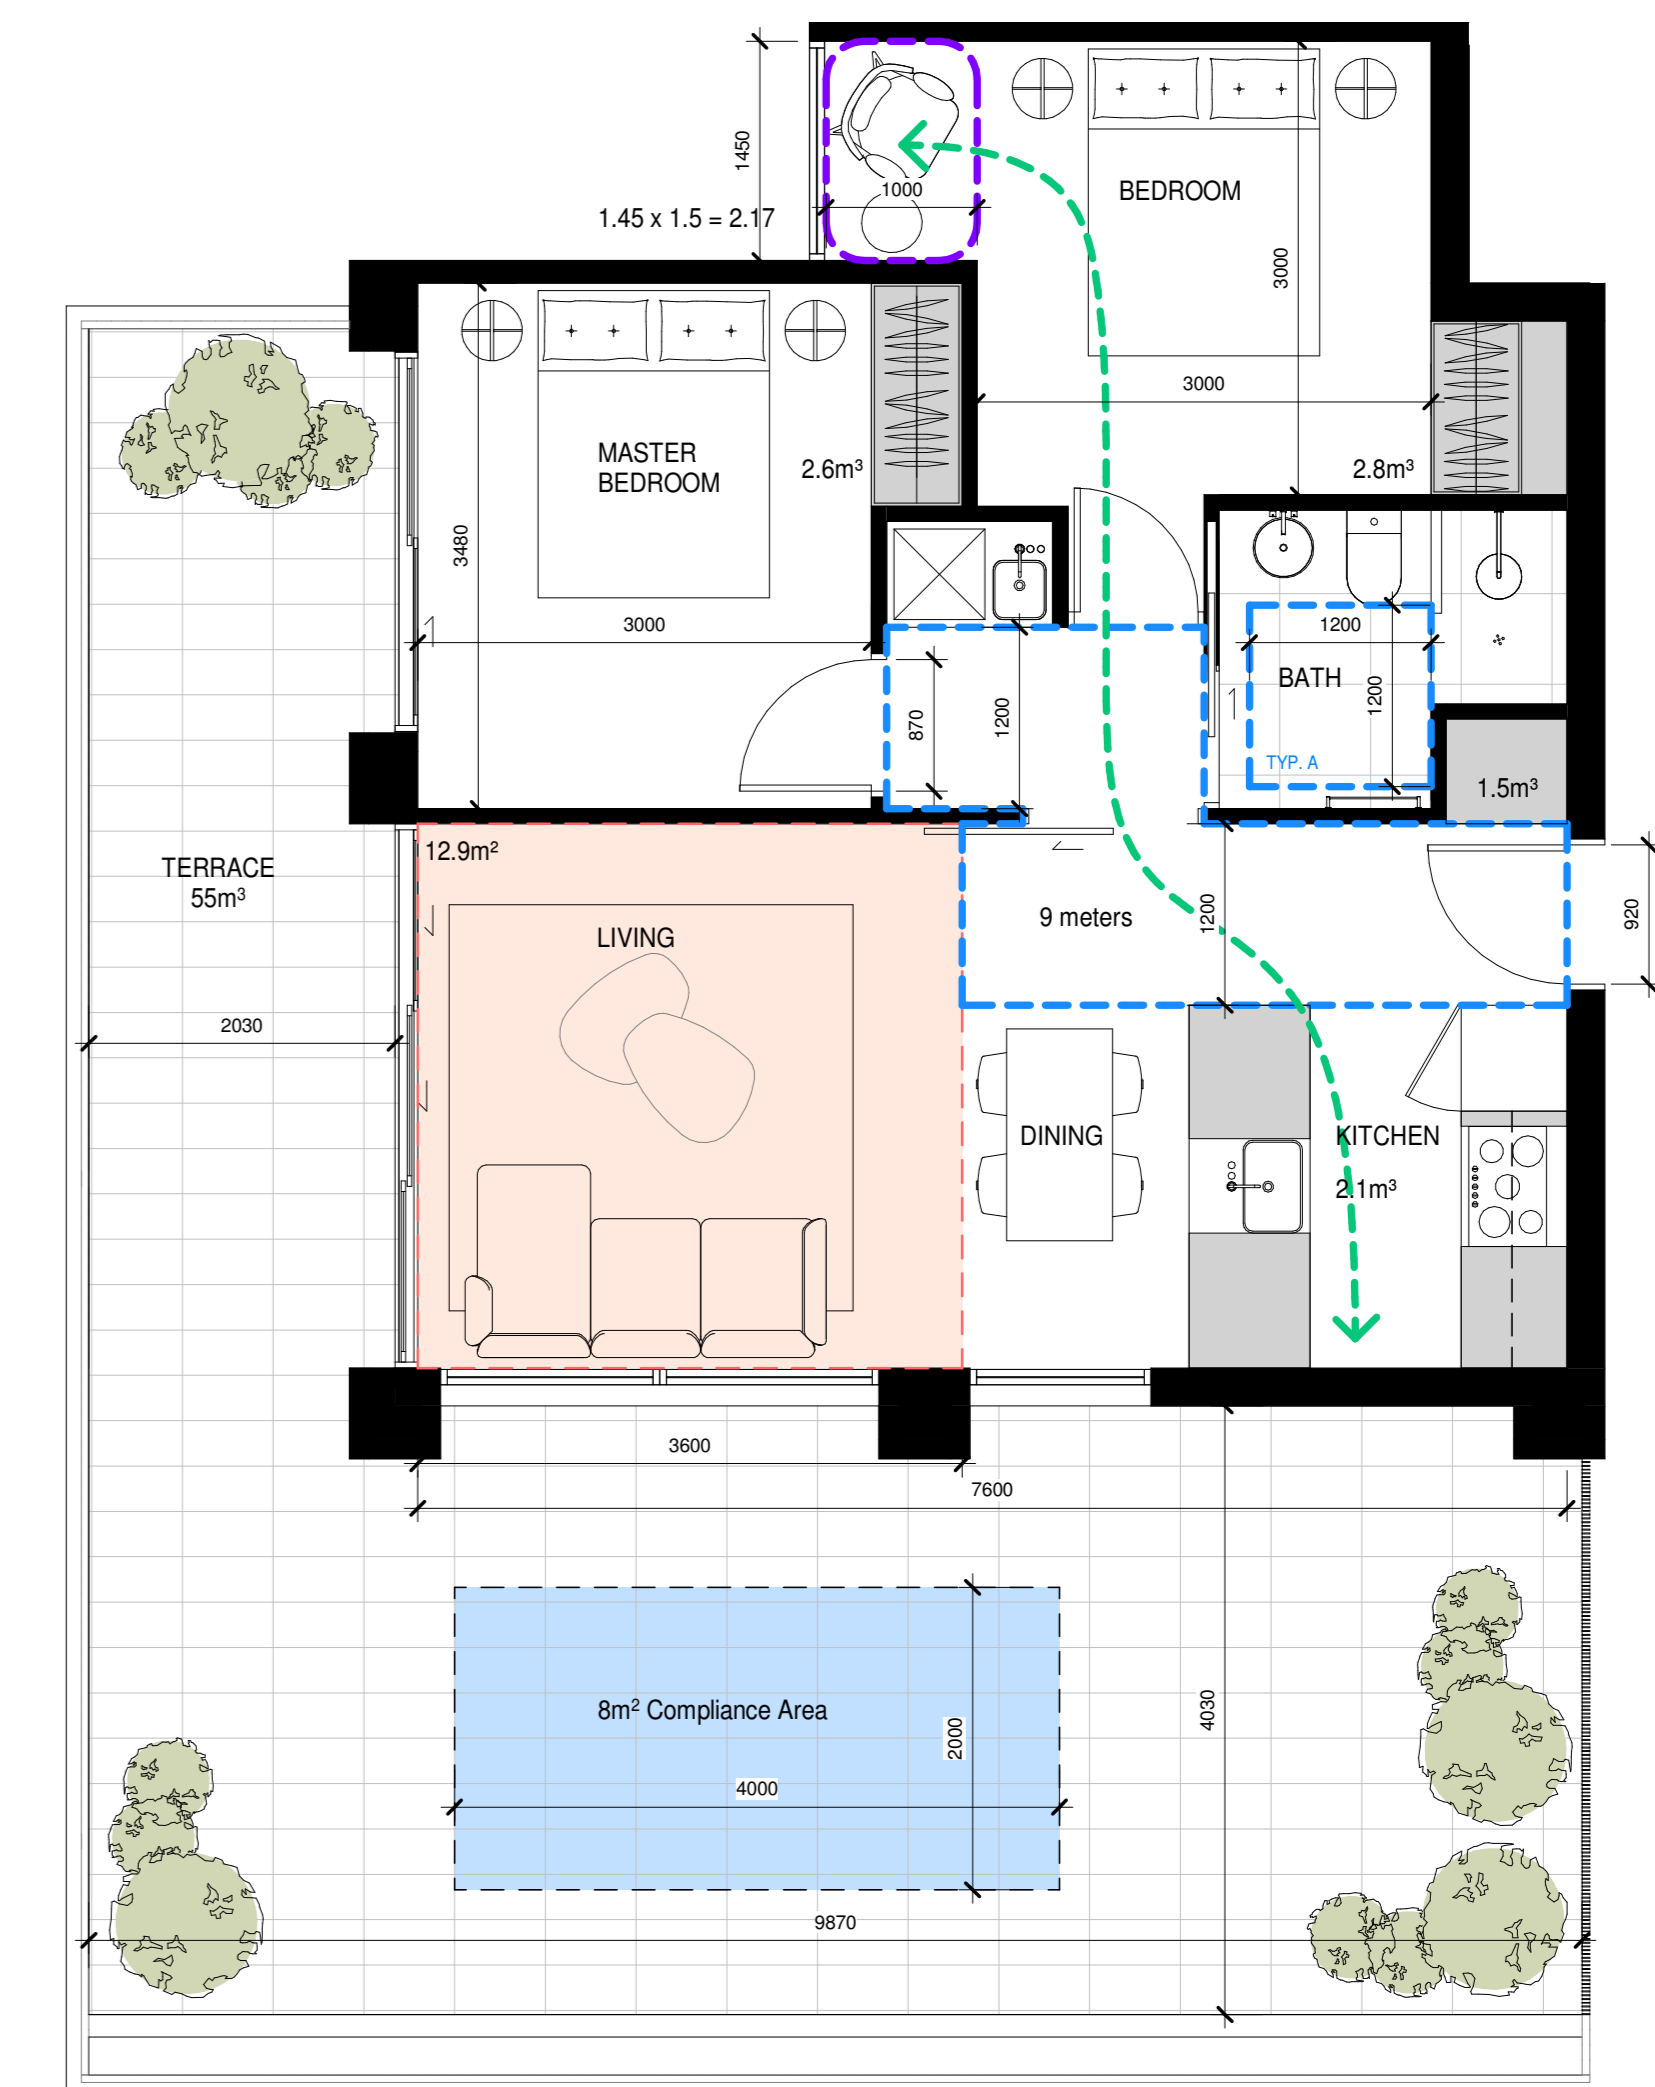 1450
1000
1.45 x 1.5 = 2.17
BEDROOM
3000
3000
MASTER
BEDROOM
2.6m³
2.8m³
3480
3000
870
1200
1200
BATH
1200
TYP. A
1.5m³
12.9m²
TERRACE
55m³
LIVING
9 meters
1200
920
2030
DINING
KITCHEN
2.1m³
3600
7600
8m² Compliance Area
2000
4030
4000
9870